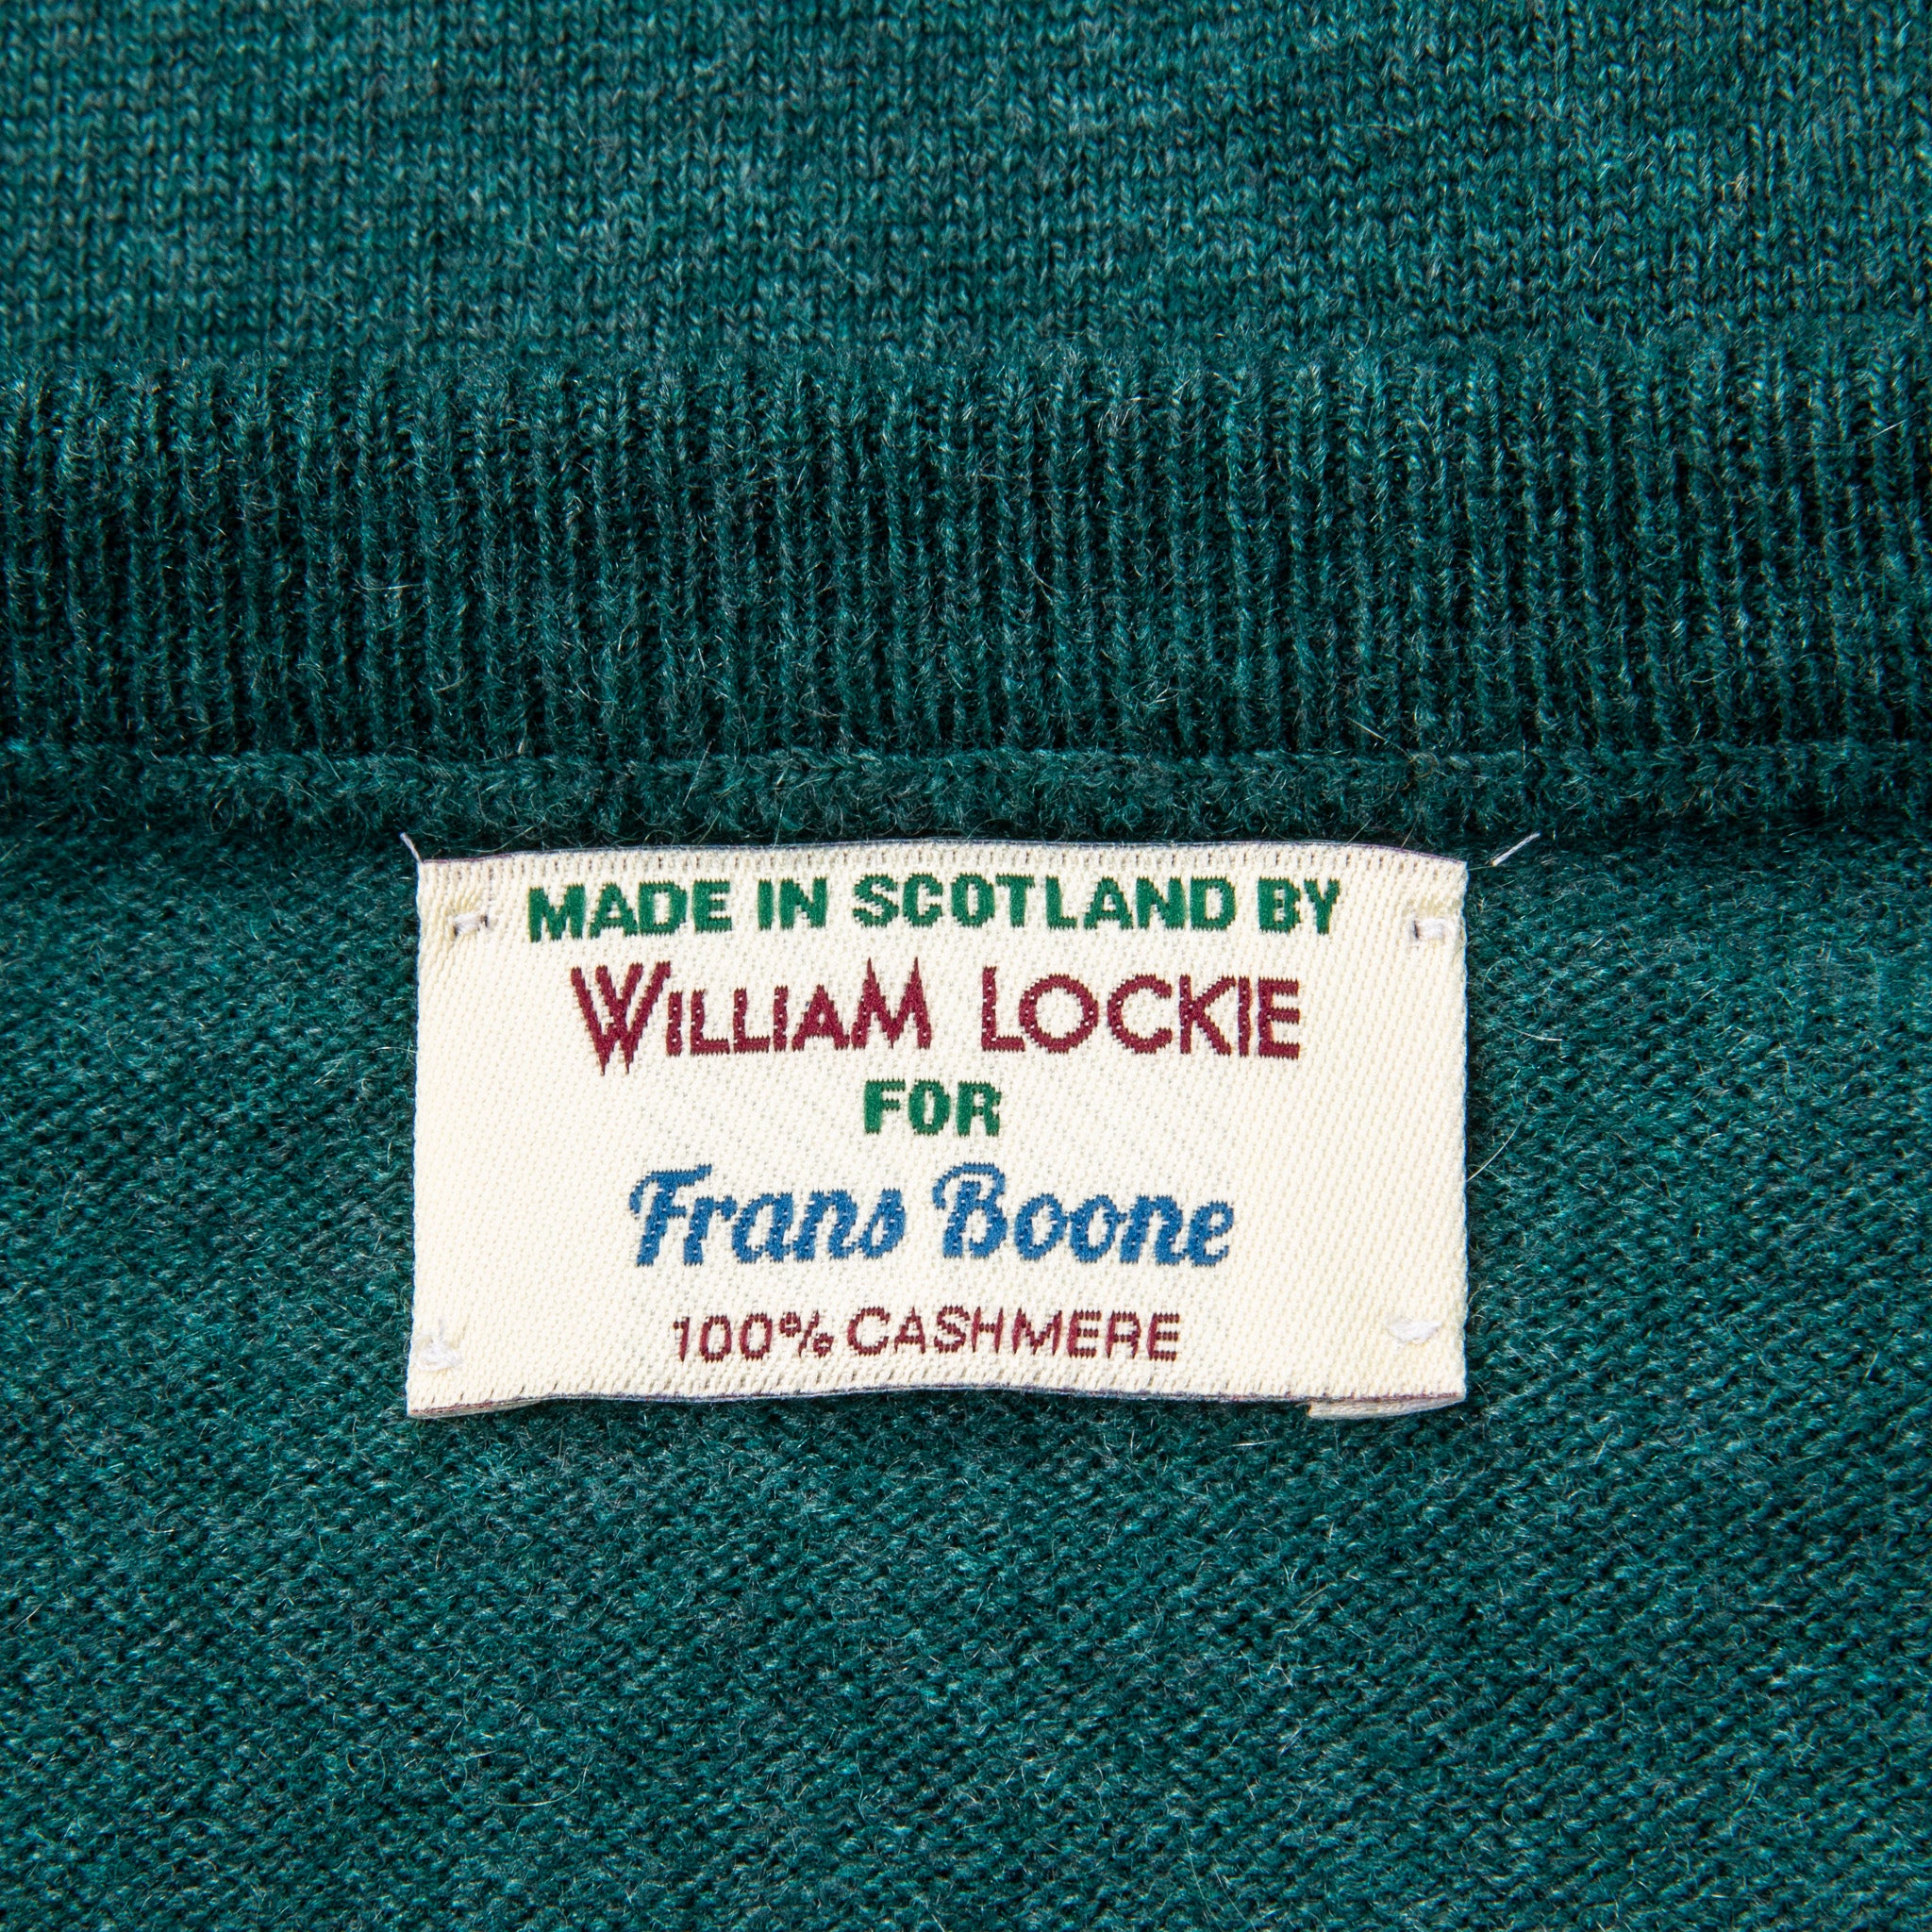 MADE IN SCOTLAND BY
WILLIAM LOCKIE
FOR
Frans Boone
100% CASHMERE